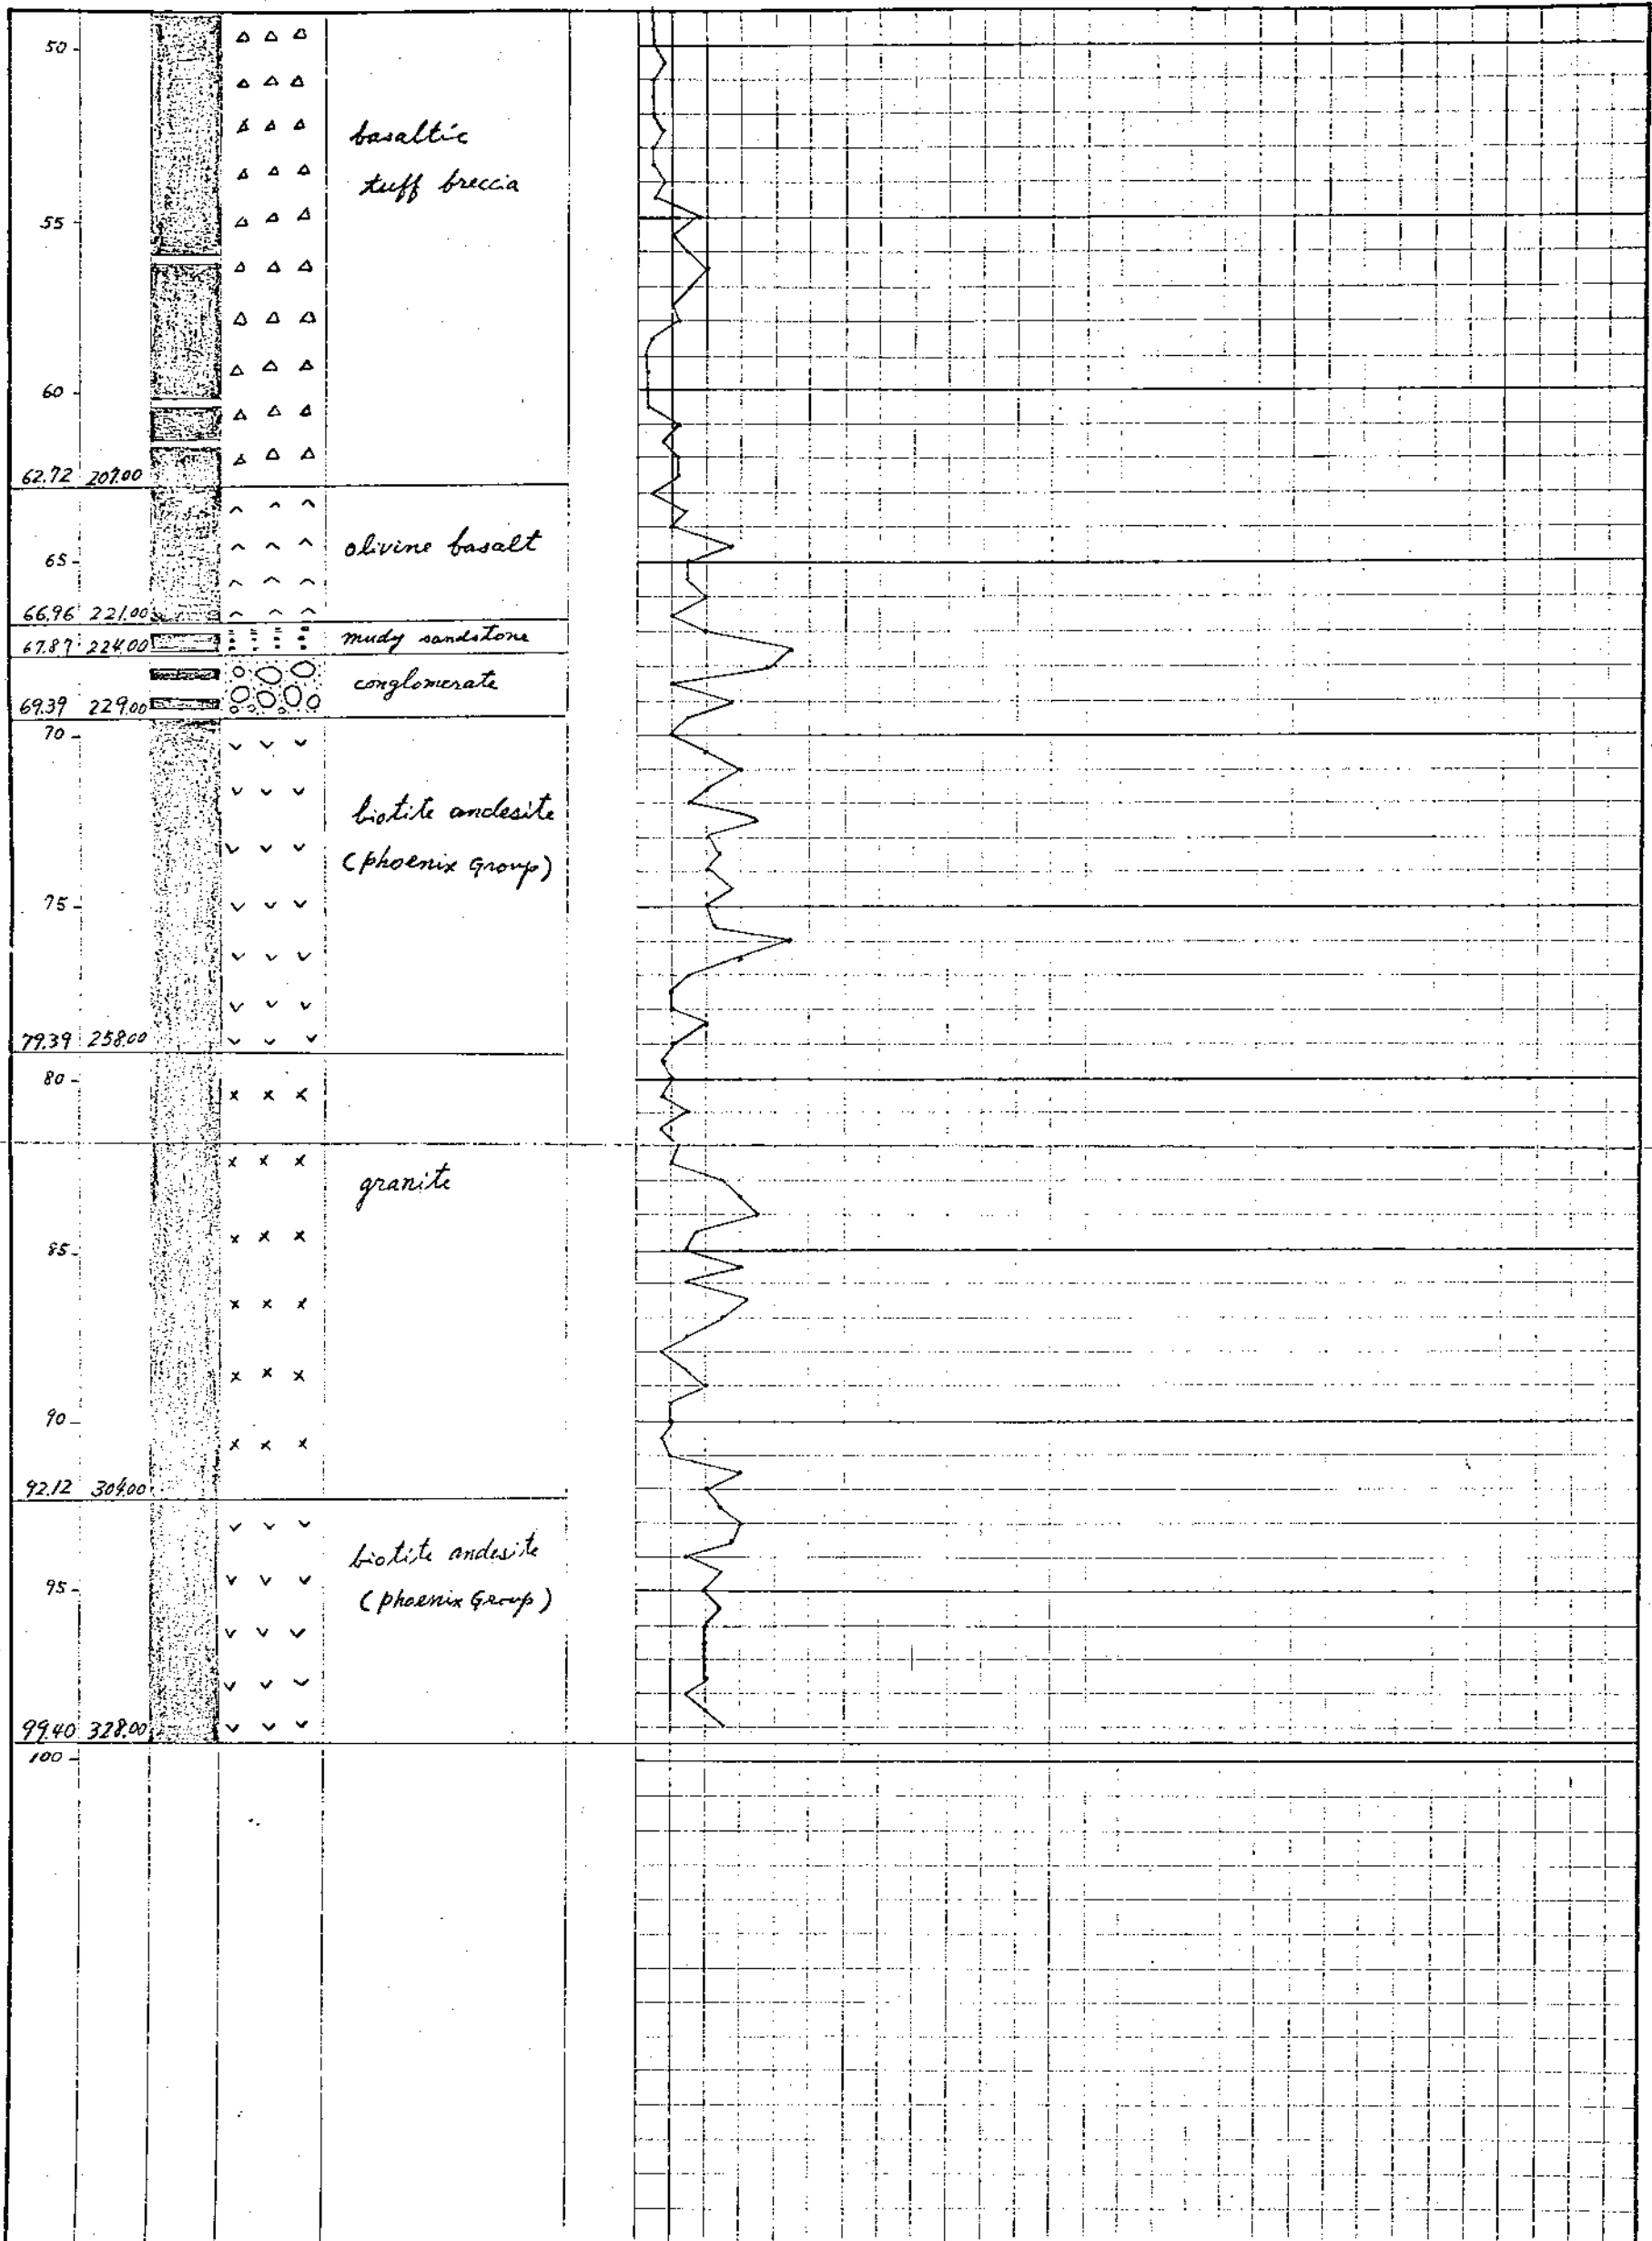 50
basaltic
tuff breccia
55
60
62.72 207.00
olivine basalt
65
66.96 221.00
mudy sandstone
67.87 224.00
conglomerate
69.39 229.00
70
biotite andesite
(phoenix Group)
75
79.39 258.00
80
granite
85
90
92.12 304.00
biotite andesite
95
(phoenix Group)
99.40 328.00
100